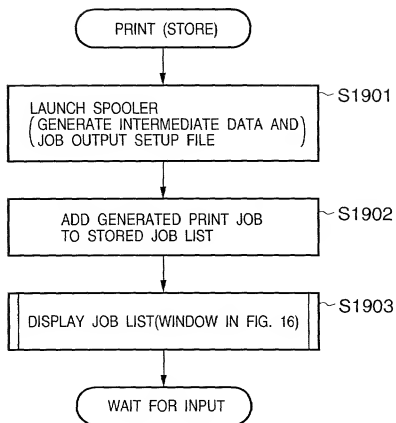 PRINT (STORE)
LAUNCH SPOOLER
(GENERATE INTERMEDIATE DATA AND
JOB OUTPUT SETUP FILE)
S1901
ADD GENERATED PRINT JOB
TO STORED JOB LIST
S1902
DISPLAY JOB LIST(WINDOW IN FIG. 16)
S1903
WAIT FOR INPUT